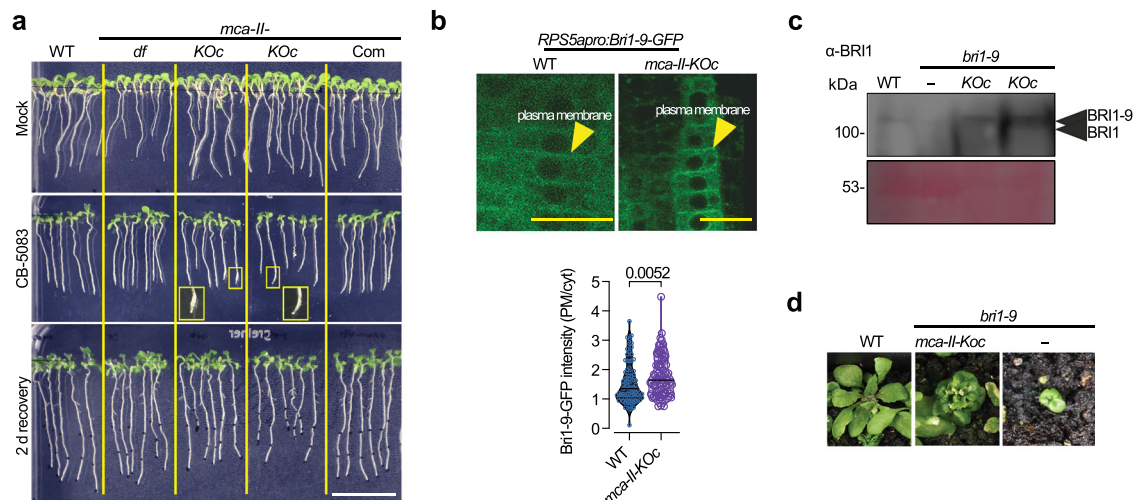 a
mca-II-
WT
df
KOc
KOc
Com
Mock
CB-5083
2 d recovery
greiner
b
RPS5apro:Bri1-9-GFP
WT
mca-II-KOc
plasma membrane
plasma membrane
Bri1-9-GFP intensity (PM/cyt)
0.0052
5
4
3
2
1
0
WT
mca-II-KOc
c
α-BRI1
bri1-9
kDa
WT
–
KOc
KOc
BRI1-9
BRI1
100-
53-
d
bri1-9
WT
mca-II-Koc
–